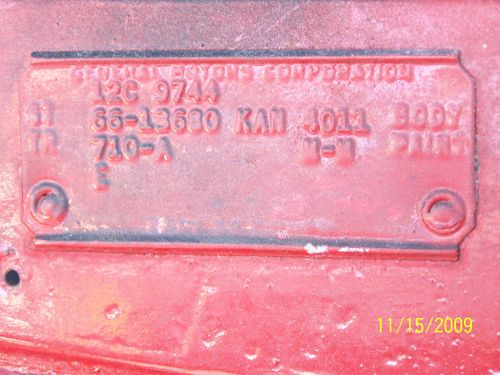 GENERAL MOTORS CORPORATION
12C 9744
ST 66-13680 KAN 4011 BODY
TR 710-A M-M PAINT
E
11/15/2009